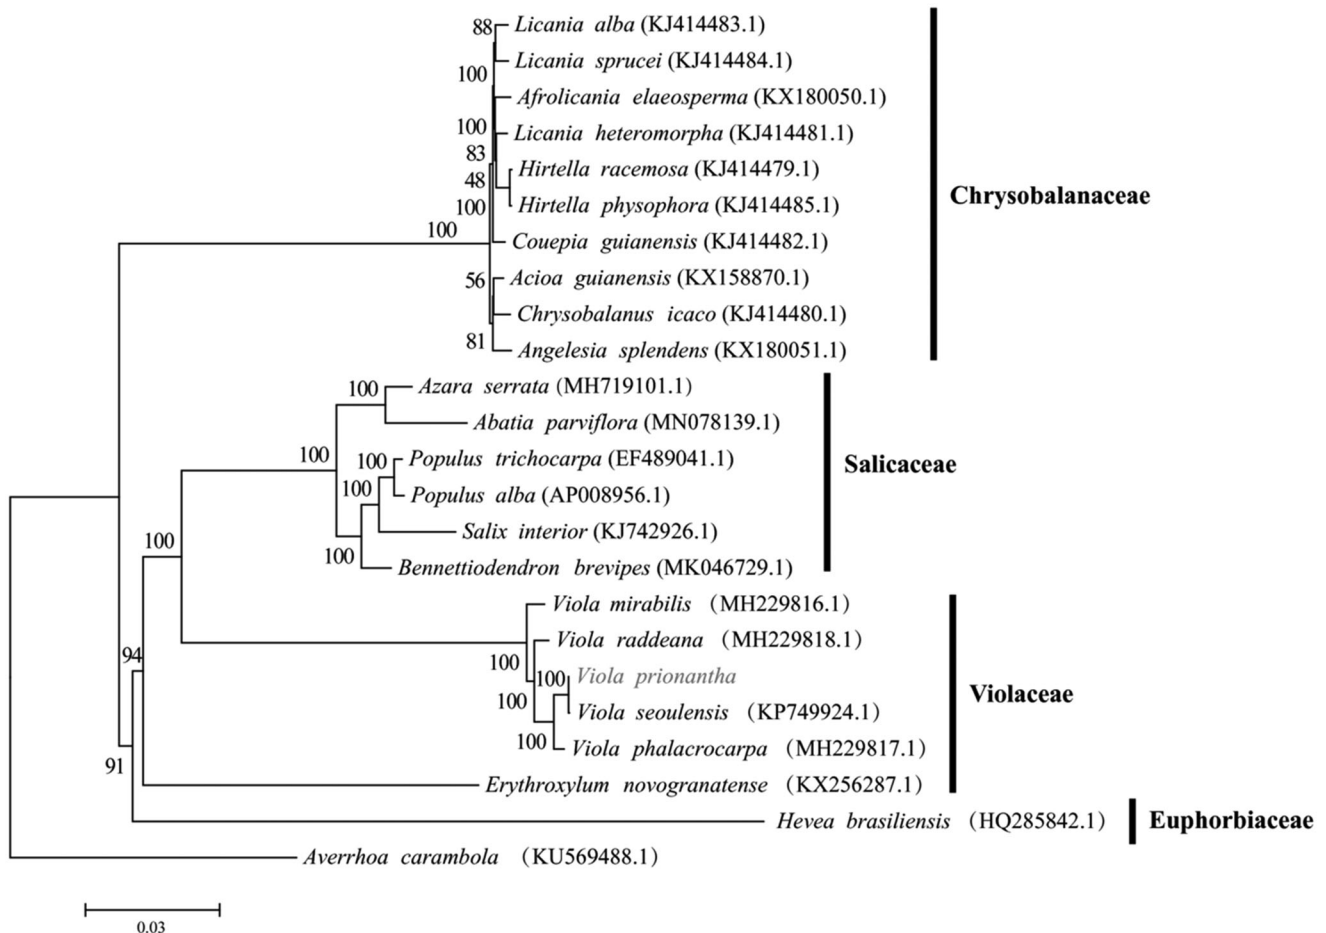 88 Licania alba (KJ414483.1)
Licania sprucei (KJ414484.1)
100
Afrolicania elaeosperma (KX180050.1)
100 Licania heteromorpha (KJ414481.1)
83
Hirtella racemosa (KJ414479.1)
48
Chrysobalanaceae
100 Hirtella physophora (KJ414485.1)
100
Couepia guianensis (KJ414482.1)
56 Acioa guianensis (KX158870.1)
Chrysobalanus icaco (KJ414480.1)
81
Angelesia splendens (KX180051.1)
100 Azara serrata (MH719101.1)
Abatia parviflora (MN078139.1)
100
100 Populus trichocarpa (EF489041.1)
Salicaceae
100
Populus alba (AP008956.1)
Salix interior (KJ742926.1)
100
100
Bennettiodendron brevipes (MK046729.1)
Viola mirabilis (MH229816.1)
Viola raddeana (MH229818.1)
94
100
100 Viola prionantha
Violaceae
100
Viola seoulensis (KP749924.1)
100 Viola phalacrocarpa (MH229817.1)
91
Erythroxylum novogranatense (KX256287.1)
Hevea brasiliensis (HQ285842.1) Euphorbiaceae
Averrhoa carambola (KU569488.1)
0.03